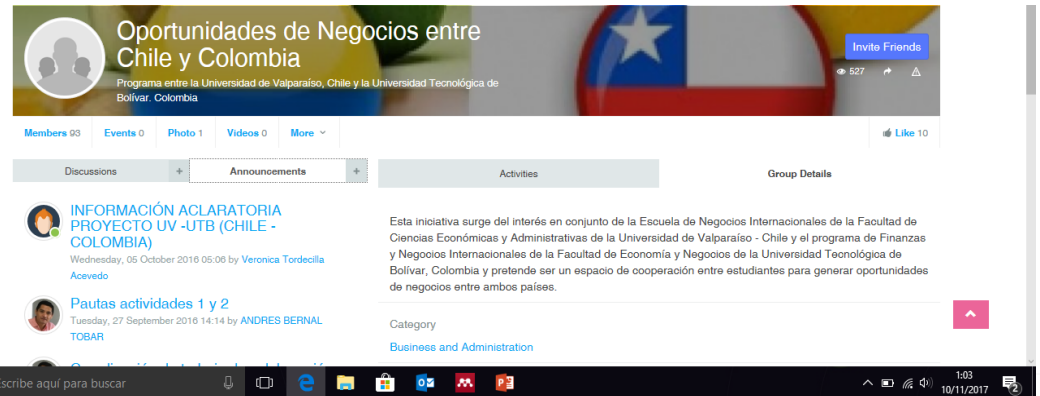 Oportunidades de Negocios entre
Chile y Colombia
Programa entre la Universidad de Valparaíso, Chile y la Universidad Tecnológica de
Bolívar. Colombia
Invite Friends
527
Members 93 Events 0 Photo 1 Videos 0 More
Like 10
Discussions + Announcements +
Activities Group Details
INFORMACIÓN ACLARATORIA
PROYECTO UV -UTB (CHILE -
COLOMBIA)
Wednesday, 05 October 2016 05:06 by Veronica Tordecilla
Acevedo
Pautas actividades 1 y 2
Tuesday, 27 September 2016 14:14 by ANDRES BERNAL
TOBAR
Esta iniciativa surge del interés en conjunto de la Escuela de Negocios Internacionales de la Facultad de
Ciencias Económicas y Administrativas de la Universidad de Valparaíso - Chile y el programa de Finanzas
y Negocios Internacionales de la Facultad de Economía y Negocios de la Universidad Tecnológica de
Bolívar, Colombia y pretende ser un espacio de cooperación entre estudiantes para generar oportunidades
de negocios entre ambos países.
Category
Business and Administration
Escribe aquí para buscar
1:03
10/11/2017
2